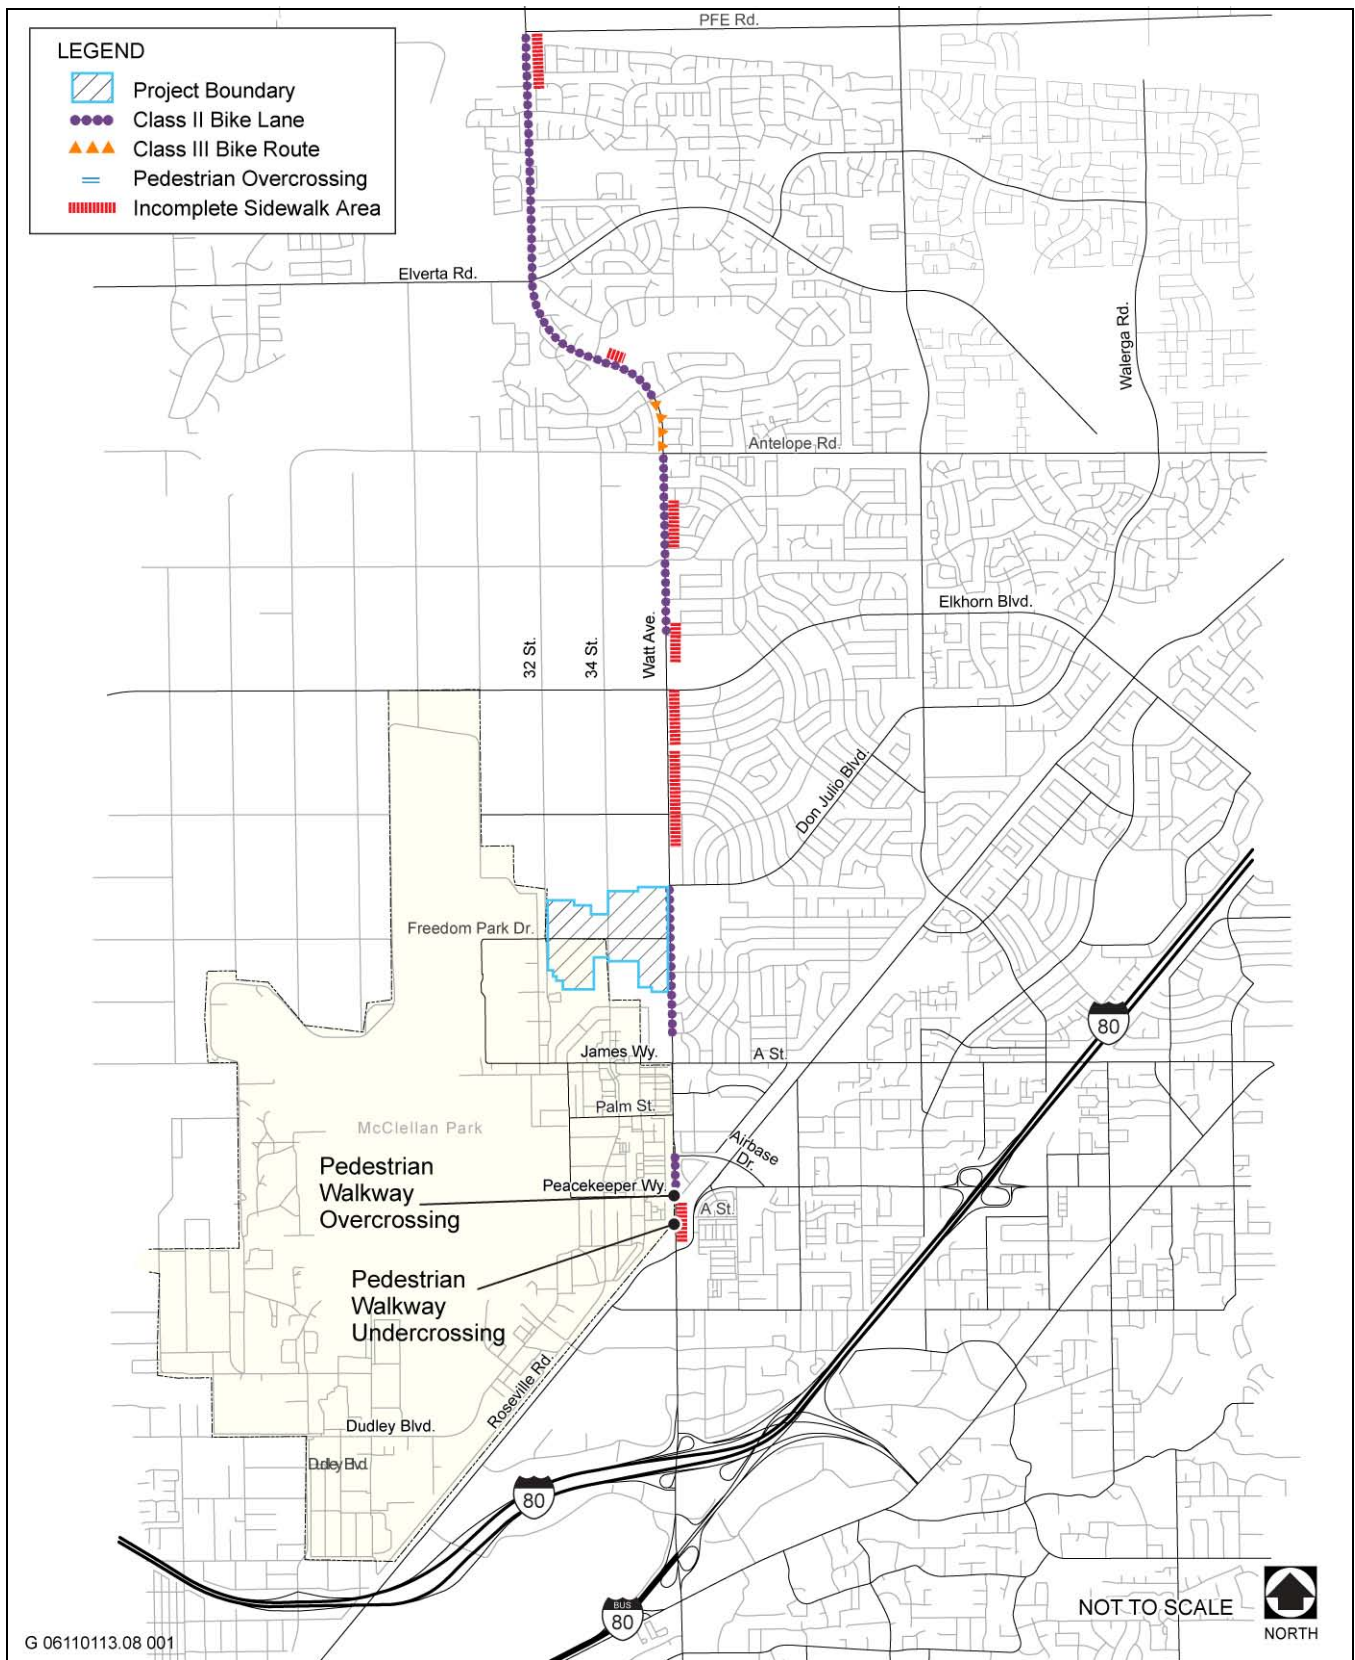 PFE Rd.
LEGEND
Project Boundary
Class II Bike Lane
Class III Bike Route
Pedestrian Overcrossing
Incomplete Sidewalk Area
Elverta Rd.
Walerga Rd.
Antelope Rd.
Elkhorn Blvd.
32 St.
34 St.
Watt Ave.
Don Julio Blvd.
Freedom Park Dr.
80
James Wy.
A St.
Palm St.
McClellan Park
Airbase
Dr.
Pedestrian
Walkway
Overcrossing
Peacekeeper Wy.
A St.
Pedestrian
Walkway
Undercrossing
Roseville Rd.
Dudley Blvd.
Dudley Blvd.
80
BUS
80
NOT TO SCALE
NORTH
G 06110113.08 001